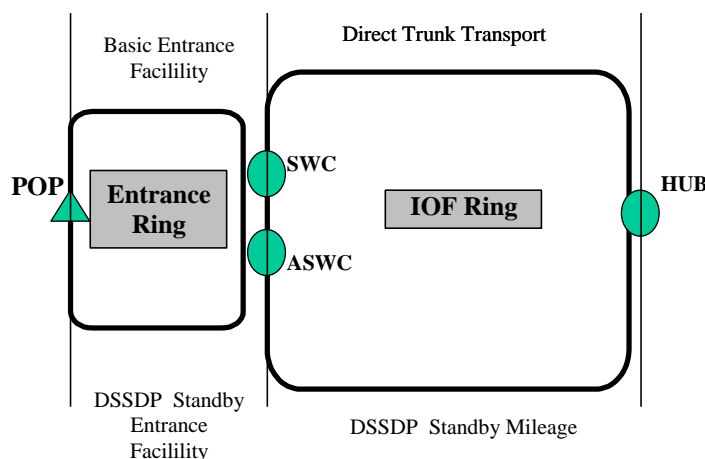 Basic Entrance
Facilility
Direct Trunk Transport
SWC
POP
Entrance
Ring
IOF Ring
HUB
ASWC
DSSDP Standby
Entrance
Facilility
DSSDP Standby Mileage